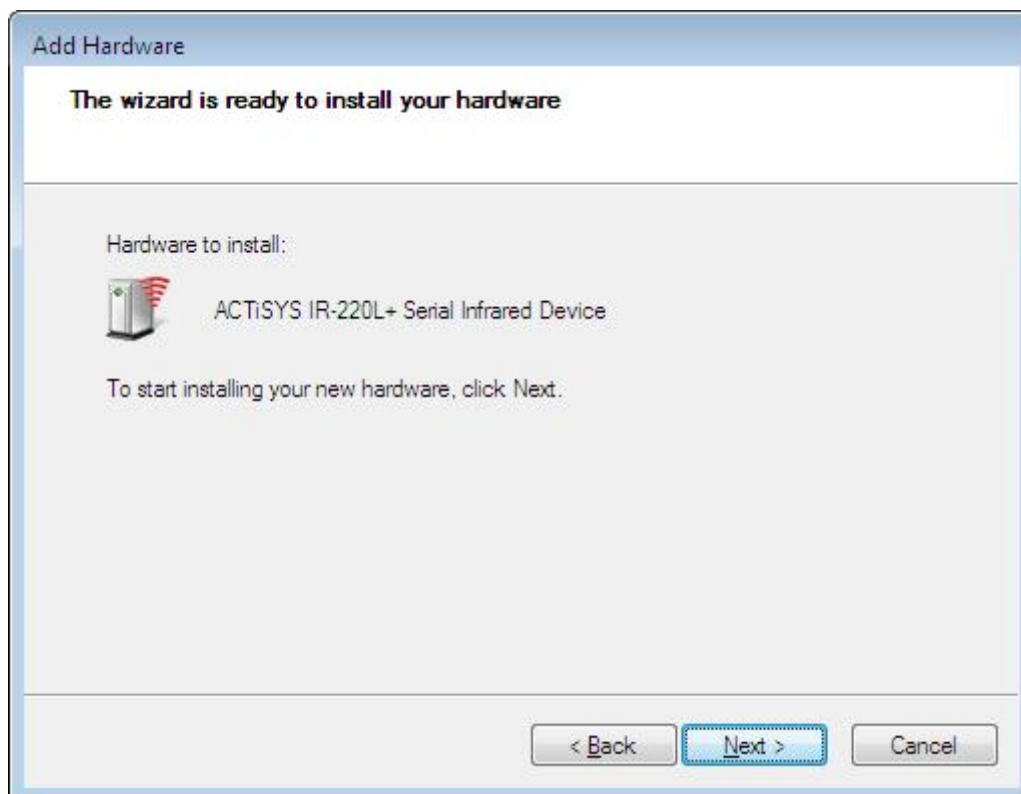 Add Hardware
The wizard is ready to install your hardware
Hardware to install:
ACTiSYS IR-220L+ Serial Infrared Device
To start installing your new hardware, click Next.
< Back Next > Cancel